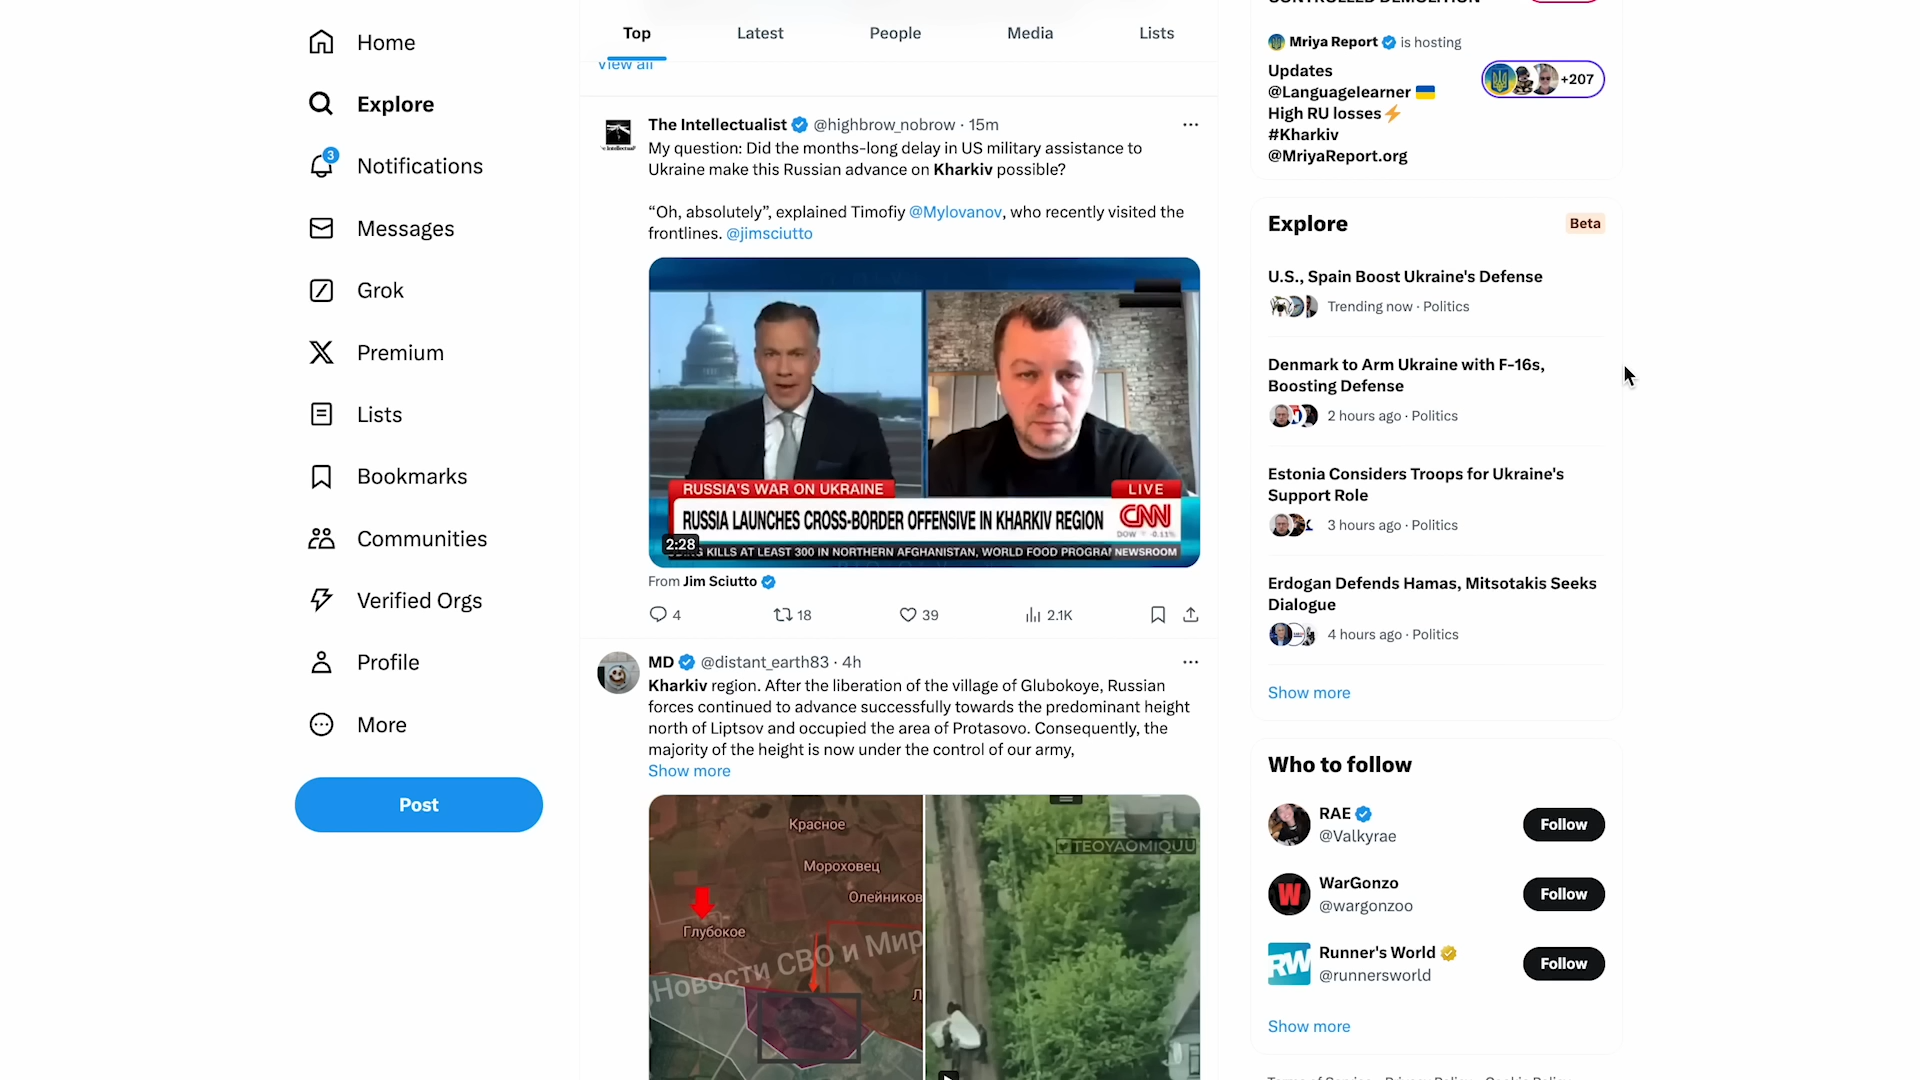 Home
Explore
3
Notifications
Messages
Grok
Premium
Lists
Bookmarks
Communities
Verified Orgs
Profile
More
Post
Top
Latest
People
Media
Lists
View all
The Intellectualist @highbrow_nobrow · 15m
My question: Did the months-long delay in US military assistance to
Ukraine make this Russian advance on Kharkiv possible?
“Oh, absolutely”, explained Timofiy @Mylovanov, who recently visited the
frontlines. @jimsciutto
RUSSIA'S WAR ON UKRAINE
LIVE
RUSSIA LAUNCHES CROSS-BORDER OFFENSIVE IN KHARKIV REGION
CNN
DOW -0.11%
2:28
KILLS AT LEAST 300 IN NORTHERN AFGHANISTAN, WORLD FOOD PROGRAM
NEWSROOM
From Jim Sciutto
4
18
39
2.1K
MD @distant_earth83 · 4h
Kharkiv region. After the liberation of the village of Glubokoye, Russian
forces continued to advance successfully towards the predominant height
north of Liptsov and occupied the area of Protasovo. Consequently, the
majority of the height is now under the control of our army,
Show more
Красное
Мороховец
Олейников
Глубокое
Новости СВО и Мир
Л
TEOYAOMIQUU
CONTROLLED DEMOLITION
Mriya Report is hosting
Updates
@Languagelearner
High RU losses
#Kharkiv
@MriyaReport.org
+207
Explore
Beta
U.S., Spain Boost Ukraine's Defense
Trending now · Politics
Denmark to Arm Ukraine with F-16s,
Boosting Defense
2 hours ago · Politics
Estonia Considers Troops for Ukraine's
Support Role
3 hours ago · Politics
Erdogan Defends Hamas, Mitsotakis Seeks
Dialogue
4 hours ago · Politics
Show more
Who to follow
RAE
@Valkyrae
Follow
WarGonzo
@wargonzoo
Follow
RW
Runner's World
@runnersworld
Follow
Show more
Terms of Service Privacy Policy Cookie Policy